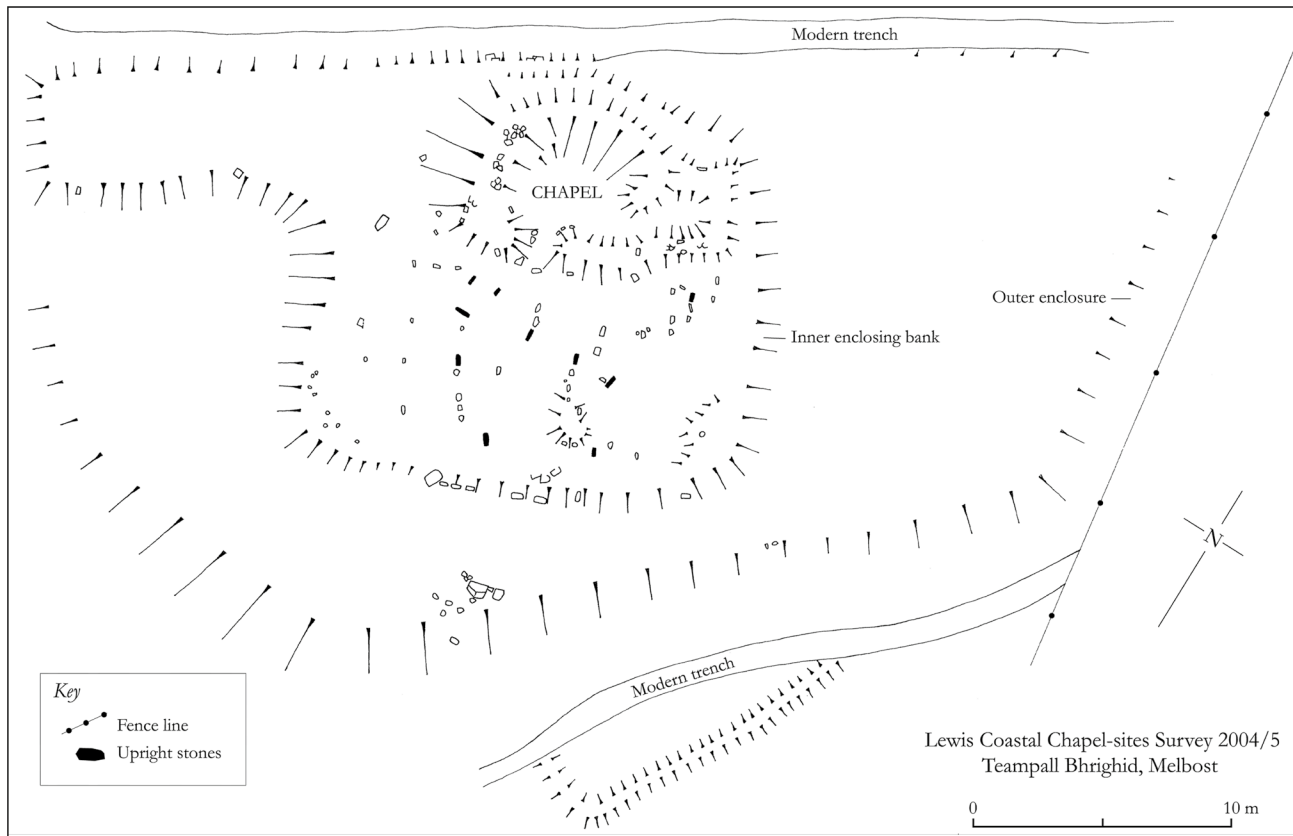 Modern trench
CHAPEL
Outer enclosure
Inner enclosing bank
N
Modern trench
Key
Fence line
Upright stones
Lewis Coastal Chapel-sites Survey 2004/5
Teampall Bhrighid, Melbost
0 10 m